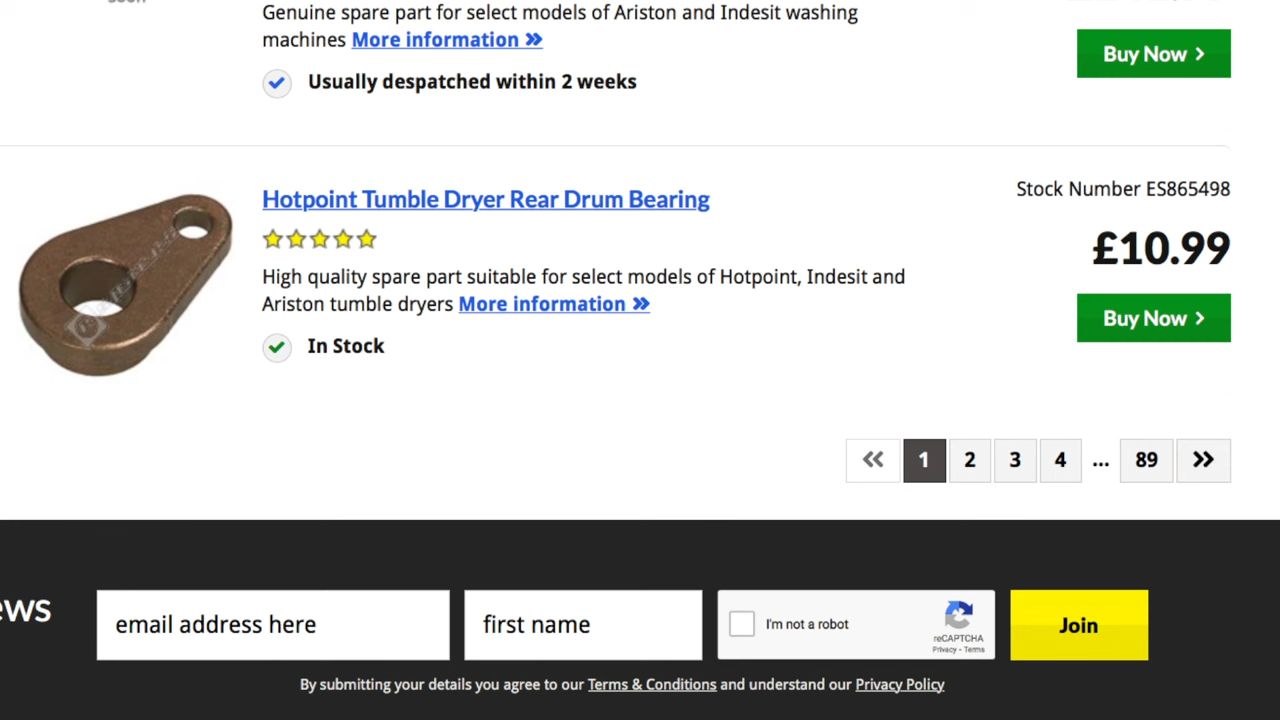 Genuine spare part for select models of Ariston and Indesit washing
machines More information »
Buy Now >
Usually despatched within 2 weeks
Stock Number ES865498
Hotpoint Tumble Dryer Rear Drum Bearing
£10.99
High quality spare part suitable for select models of Hotpoint, Indesit and
Ariston tumble dryers More information »
Buy Now >
In Stock
« 1 2 3 4 ... 89 »
email address here first name I'm not a robot reCAPTCHA Join
Privacy - Terms
By submitting your details you agree to our Terms & Conditions and understand our Privacy Policy